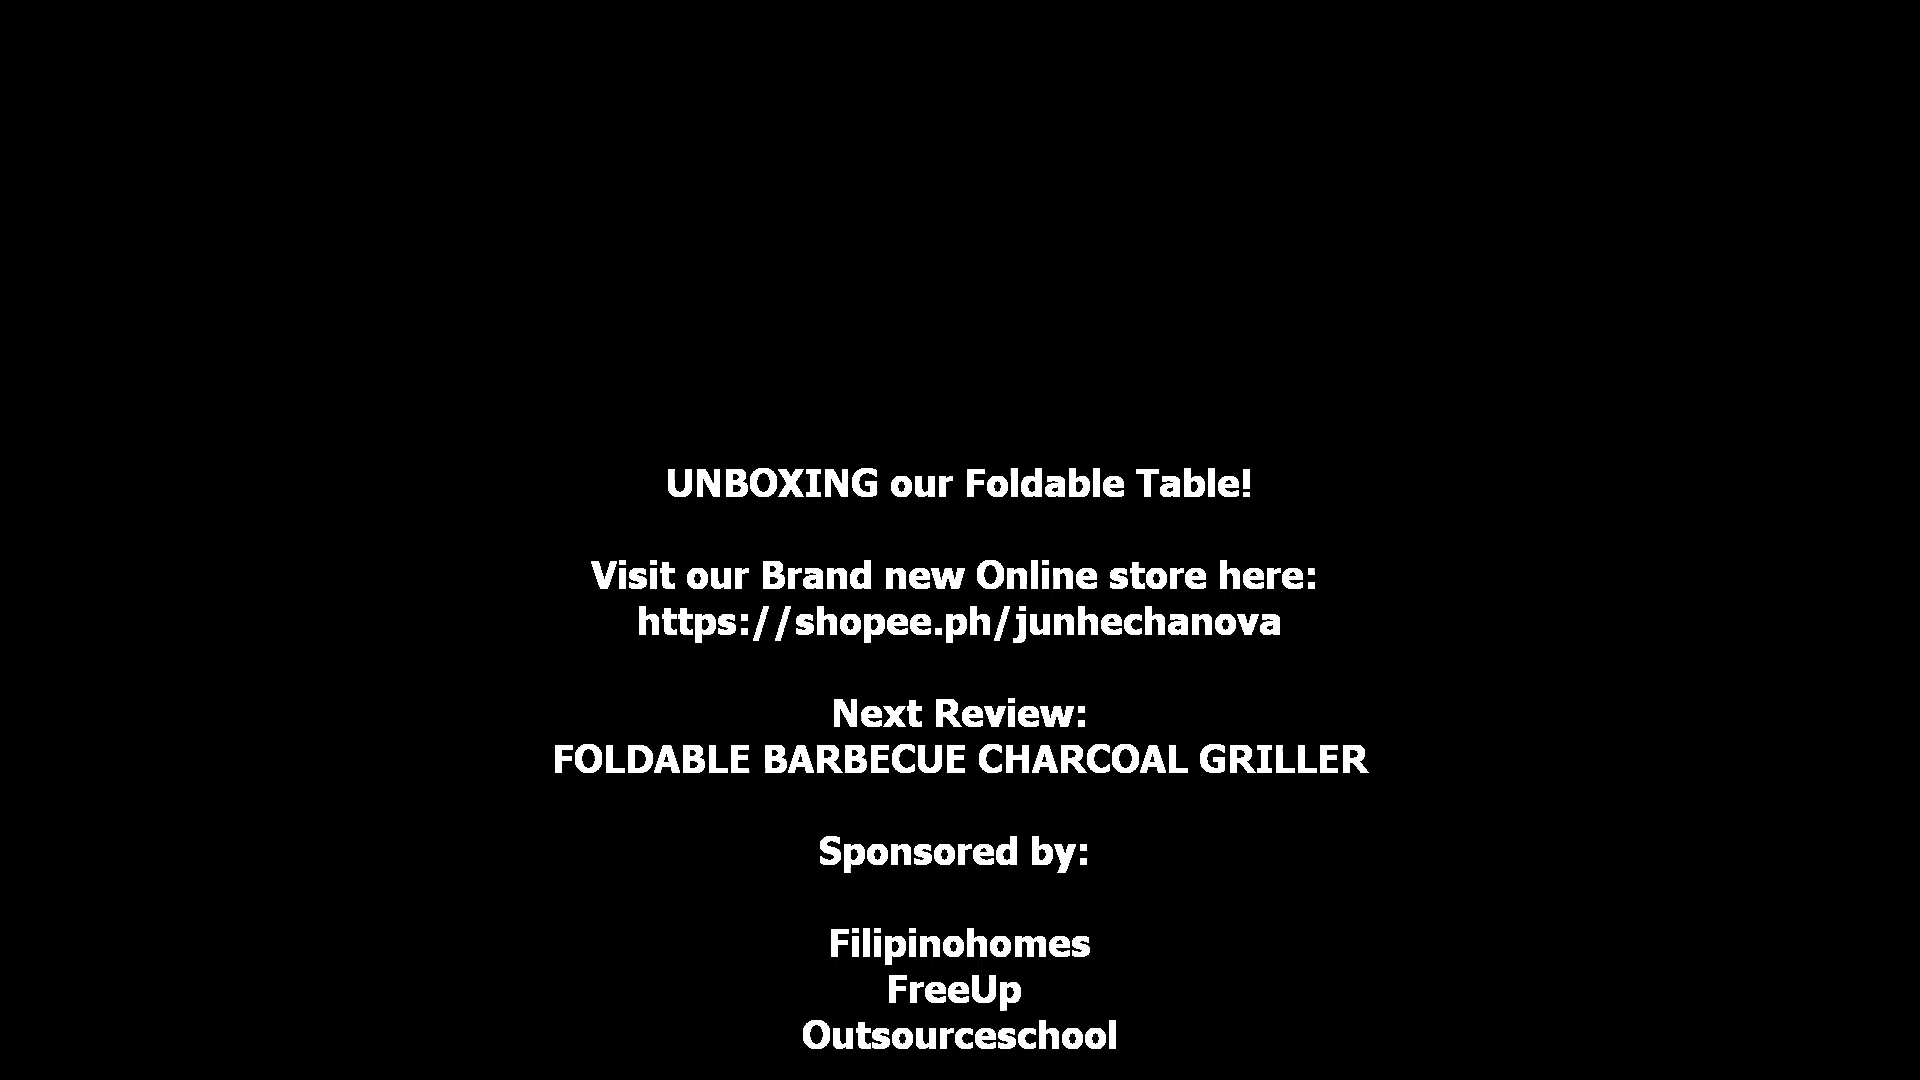 UNBOXING our Foldable Table!
Visit our Brand new Online store here:
https://shopee.ph/junhechanova
Next Review:
FOLDABLE BARBECUE CHARCOAL GRILLER
Sponsored by:
Filipinohomes
FreeUp
Outsourceschool